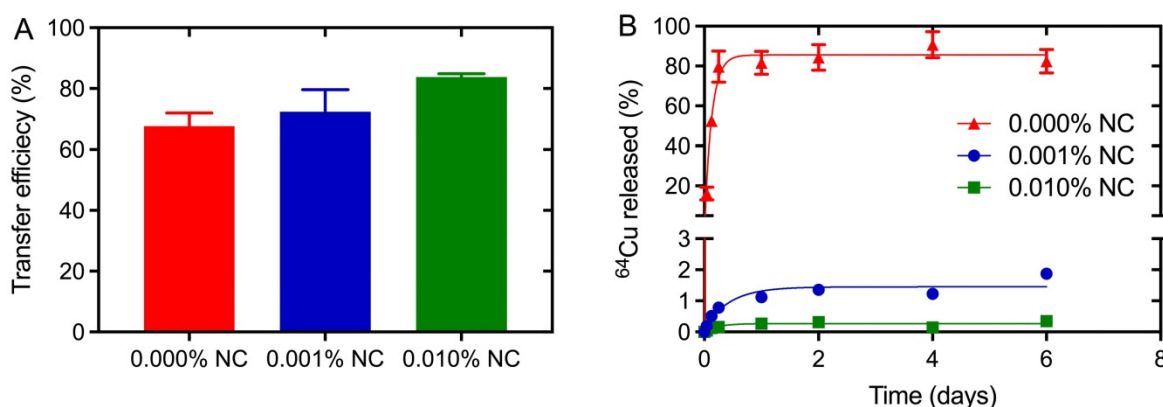 A
Transfer efficiecy (%)
100
80
60
40
20
0
0.000% NC 0.001% NC 0.010% NC
B
⁶⁴Cu released (%)
100
80
60
40
20
3
2
1
0
0.000% NC
0.001% NC
0.010% NC
0 2 4 6 8
Time (days)